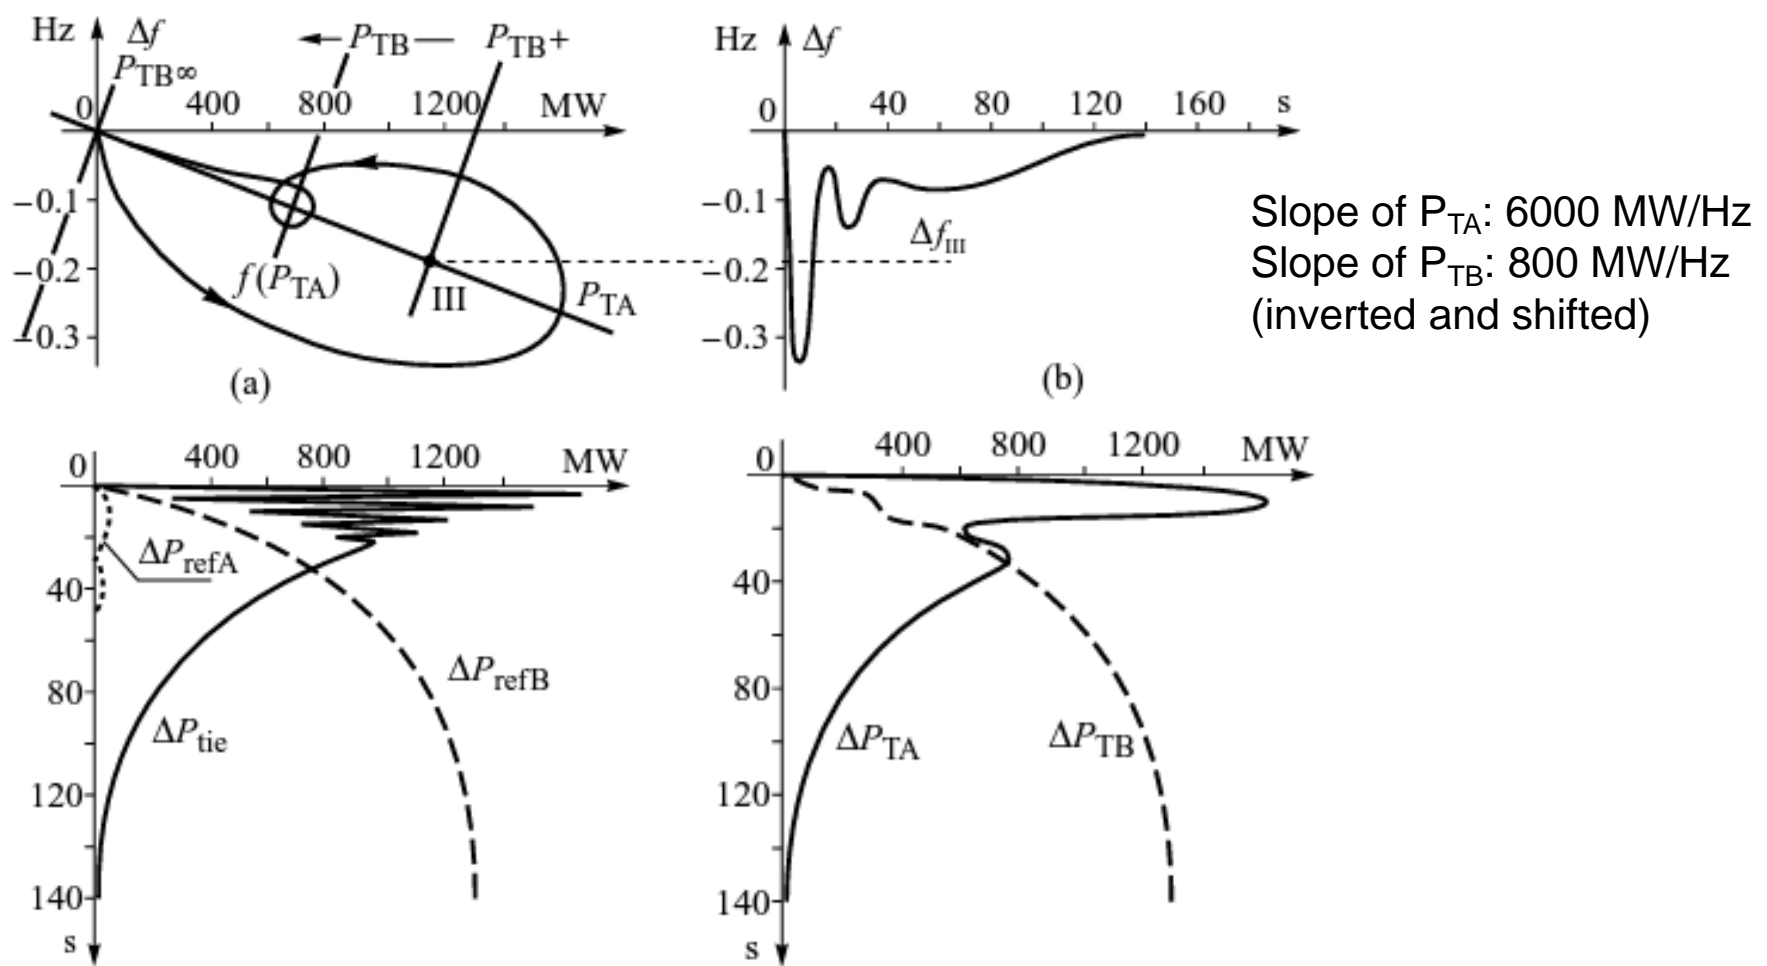 Hz Δf
P_TB∞
← P_TB — P_TB+
0 400 800 1200 MW
−0.1
−0.2
−0.3
f(P_TA)
III
P_TA
(a)
Hz Δf
0 40 80 120 160 s
−0.1
−0.2
−0.3
Δf_III
(b)
Slope of P_TA: 6000 MW/Hz
Slope of P_TB: 800 MW/Hz
(inverted and shifted)
0 400 800 1200 MW
ΔP_refA
40
ΔP_refB
80
ΔP_tie
120
140
s
0 400 800 1200 MW
40
80
ΔP_TA ΔP_TB
120
140
s